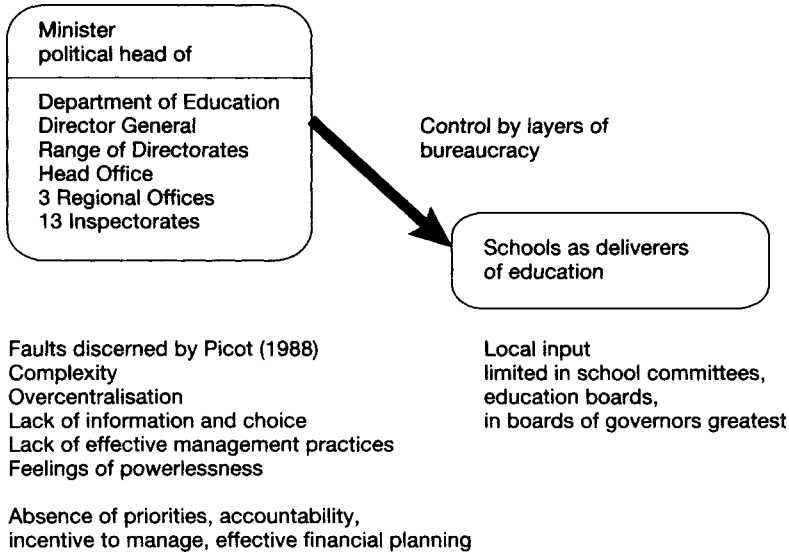 Minister
political head of
Department of Education
Director General
Range of Directorates
Head Office
3 Regional Offices
13 Inspectorates
Control by layers of
bureaucracy
Schools as deliverers
of education
Faults discerned by Picot (1988)
Complexity
Overcentralisation
Lack of information and choice
Lack of effective management practices
Feelings of powerlessness
Absence of priorities, accountability,
incentive to manage, effective financial planning
Local input
limited in school committees,
education boards,
in boards of governors greatest